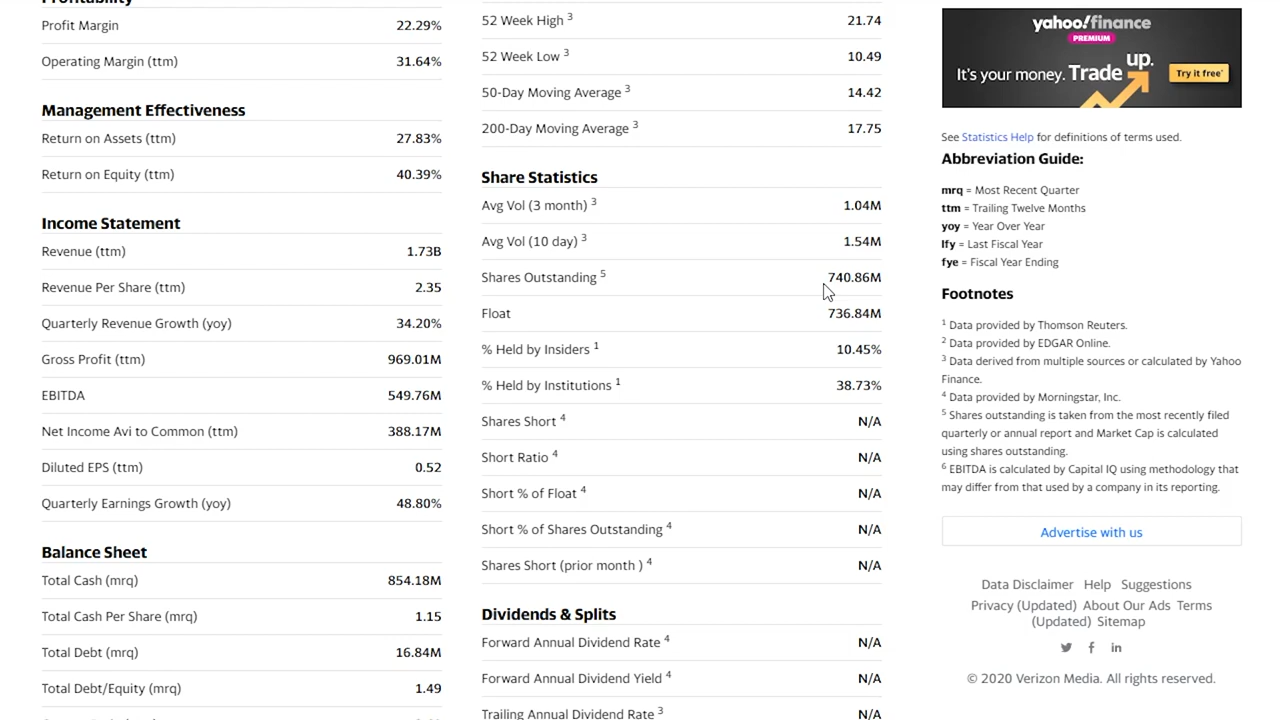 Profitability
Profit Margin 22.29%
Operating Margin (ttm) 31.64%
Management Effectiveness
Return on Assets (ttm) 27.83%
Return on Equity (ttm) 40.39%
Income Statement
Revenue (ttm) 1.73B
Revenue Per Share (ttm) 2.35
Quarterly Revenue Growth (yoy) 34.20%
Gross Profit (ttm) 969.01M
EBITDA 549.76M
Net Income Avi to Common (ttm) 388.17M
Diluted EPS (ttm) 0.52
Quarterly Earnings Growth (yoy) 48.80%
Balance Sheet
Total Cash (mrq) 854.18M
Total Cash Per Share (mrq) 1.15
Total Debt (mrq) 16.84M
Total Debt/Equity (mrq) 1.49
52 Week High 3 21.74
52 Week Low 3 10.49
50-Day Moving Average 3 14.42
200-Day Moving Average 3 17.75
Share Statistics
Avg Vol (3 month) 3 1.04M
Avg Vol (10 day) 3 1.54M
Shares Outstanding 5 740.86M
Float 736.84M
% Held by Insiders 1 10.45%
% Held by Institutions 1 38.73%
Shares Short 4 N/A
Short Ratio 4 N/A
Short % of Float 4 N/A
Short % of Shares Outstanding 4 N/A
Shares Short (prior month ) 4 N/A
Dividends & Splits
Forward Annual Dividend Rate 4 N/A
Forward Annual Dividend Yield 4 N/A
Trailing Annual Dividend Rate 3 N/A
yahoo!finance
PREMIUM
It's your money. Trade up.
Try it free*
See Statistics Help for definitions of terms used.
Abbreviation Guide:
mrq = Most Recent Quarter
ttm = Trailing Twelve Months
yoy = Year Over Year
lfy = Last Fiscal Year
fye = Fiscal Year Ending
Footnotes
1 Data provided by Thomson Reuters.
2 Data provided by EDGAR Online.
3 Data derived from multiple sources or calculated by Yahoo
Finance.
4 Data provided by Morningstar, Inc.
5 Shares outstanding is taken from the most recently filed
quarterly or annual report and Market Cap is calculated
using shares outstanding.
6 EBITDA is calculated by Capital IQ using methodology that
may differ from that used by a company in its reporting.
Advertise with us
Data Disclaimer Help Suggestions
Privacy (Updated) About Our Ads Terms
(Updated) Sitemap
© 2020 Verizon Media. All rights reserved.